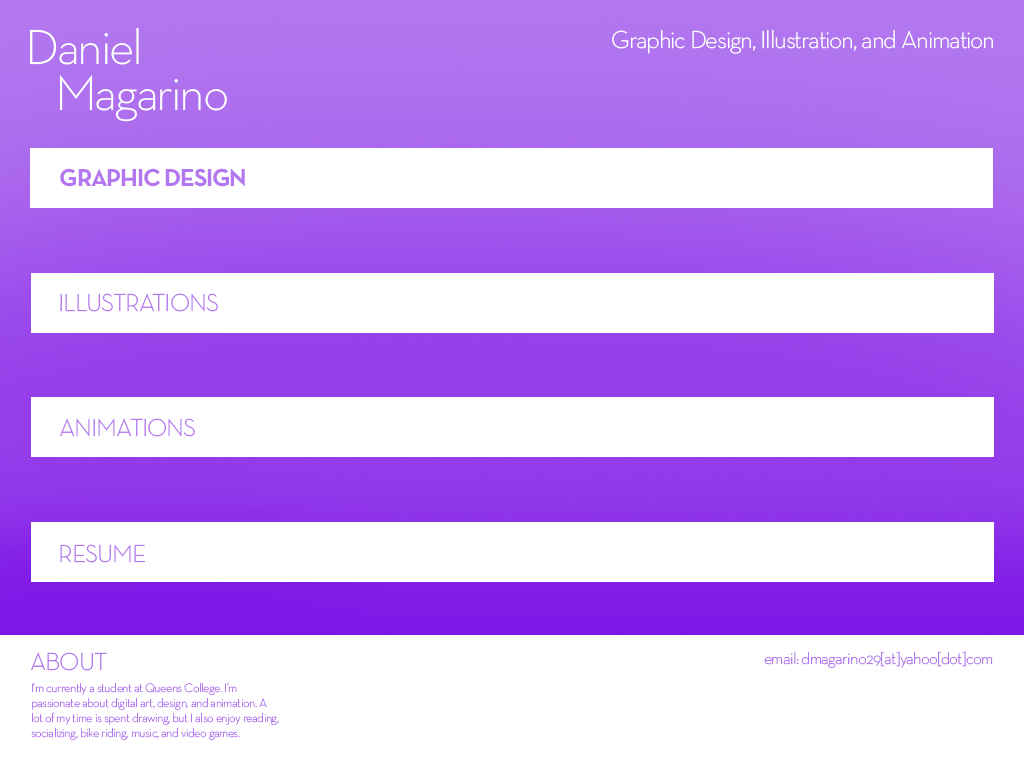 Daniel
Magarino
Graphic Design, Illustration, and Animation
GRAPHIC DESIGN
ILLUSTRATIONS
ANIMATIONS
RESUME
ABOUT
I'm currently a student at Queens College. I'm
passionate about digital art, design, and animation. A
lot of my time is spent drawing, but I also enjoy reading,
socializing, bike riding, music, and video games.
email: dmagarino29[at]yahoo[dot]com